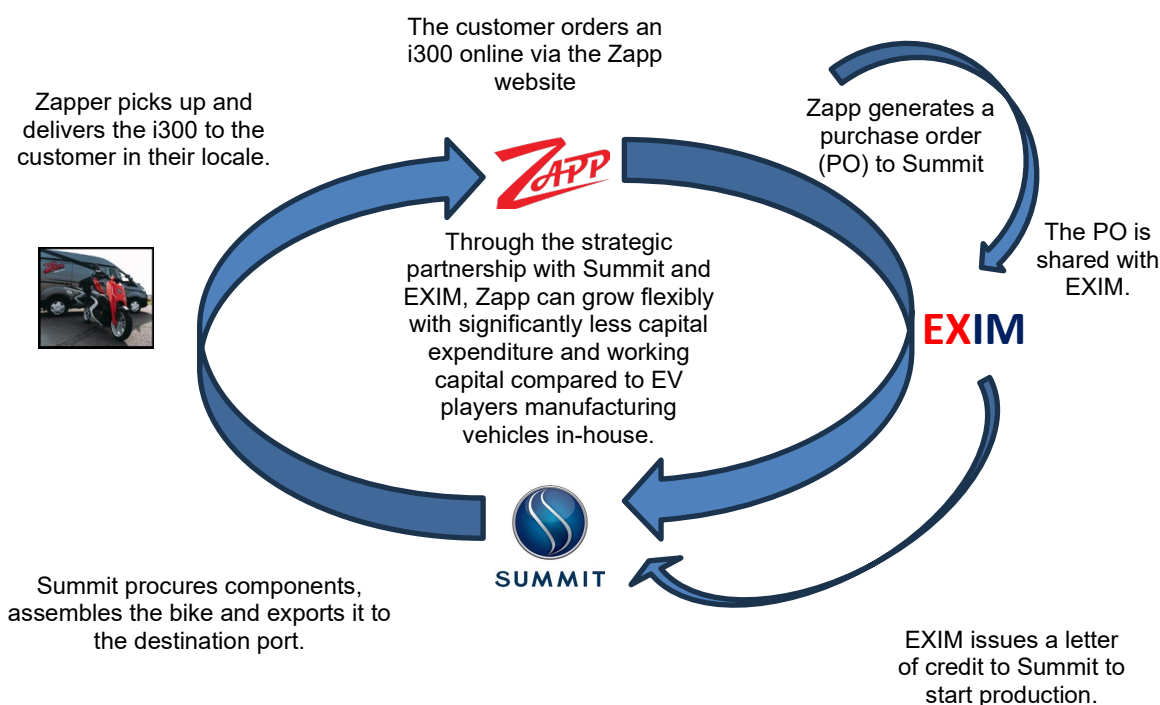 The customer orders an
i300 online via the Zapp
website
Zapper picks up and
delivers the i300 to the
customer in their locale.
Zapp generates a
purchase order
(PO) to Summit
The PO is
shared with
EXIM.
ZAPP
Through the strategic
partnership with Summit and
EXIM, Zapp can grow flexibly
with significantly less capital
expenditure and working
capital compared to EV
players manufacturing
vehicles in-house.
EXIM
SUMMIT
Summit procures components,
assembles the bike and exports it to
the destination port.
EXIM issues a letter
of credit to Summit to
start production.